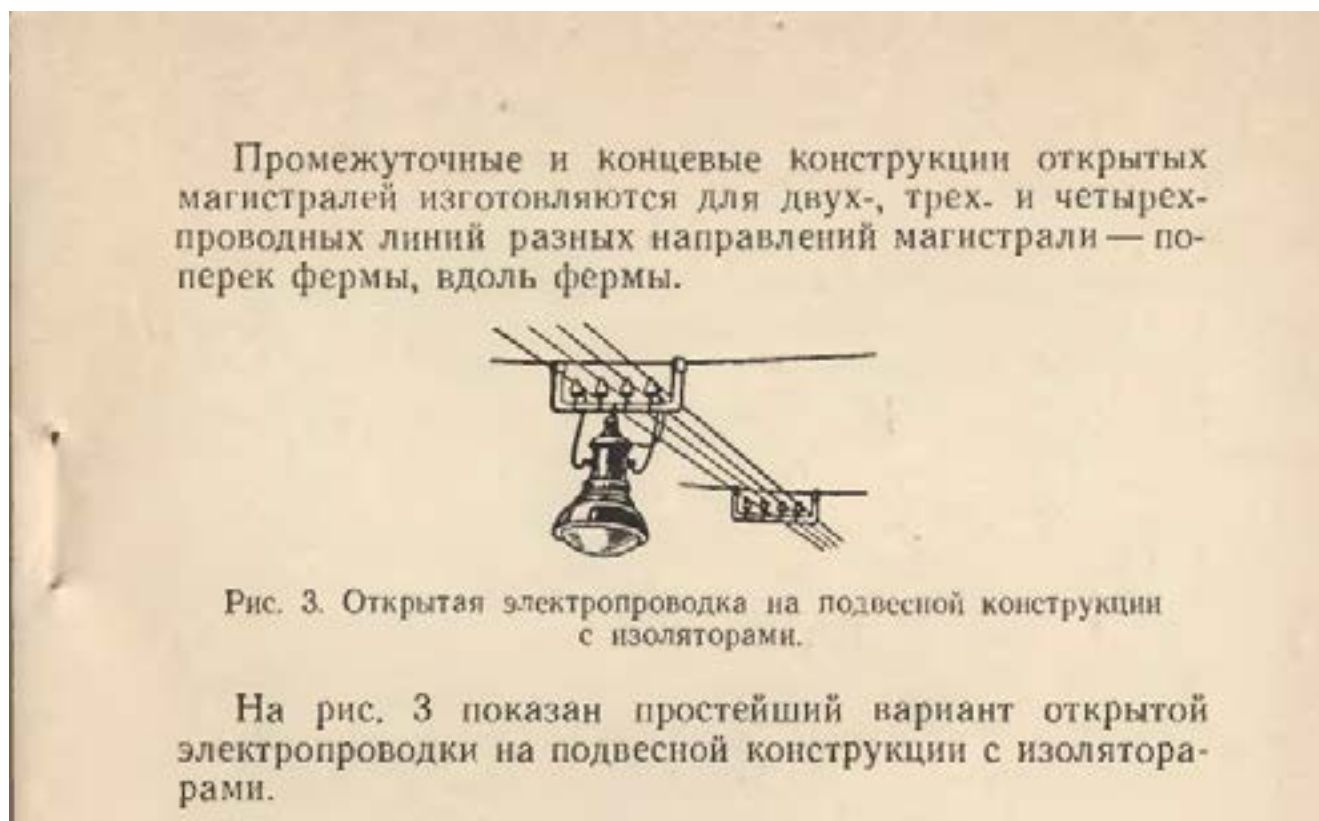 Промежуточные и концевые конструкции открытых
магистралей изготовляются для двух-, трех- и четырех-
проводных линий разных направлений магистрали — по-
перек фермы, вдоль фермы.
Рис. 3. Открытая электропроводка на подвесной конструкции
с изоляторами.
На рис. 3 показан простейший вариант открытой
электропроводки на подвесной конструкции с изолятора-
рами.